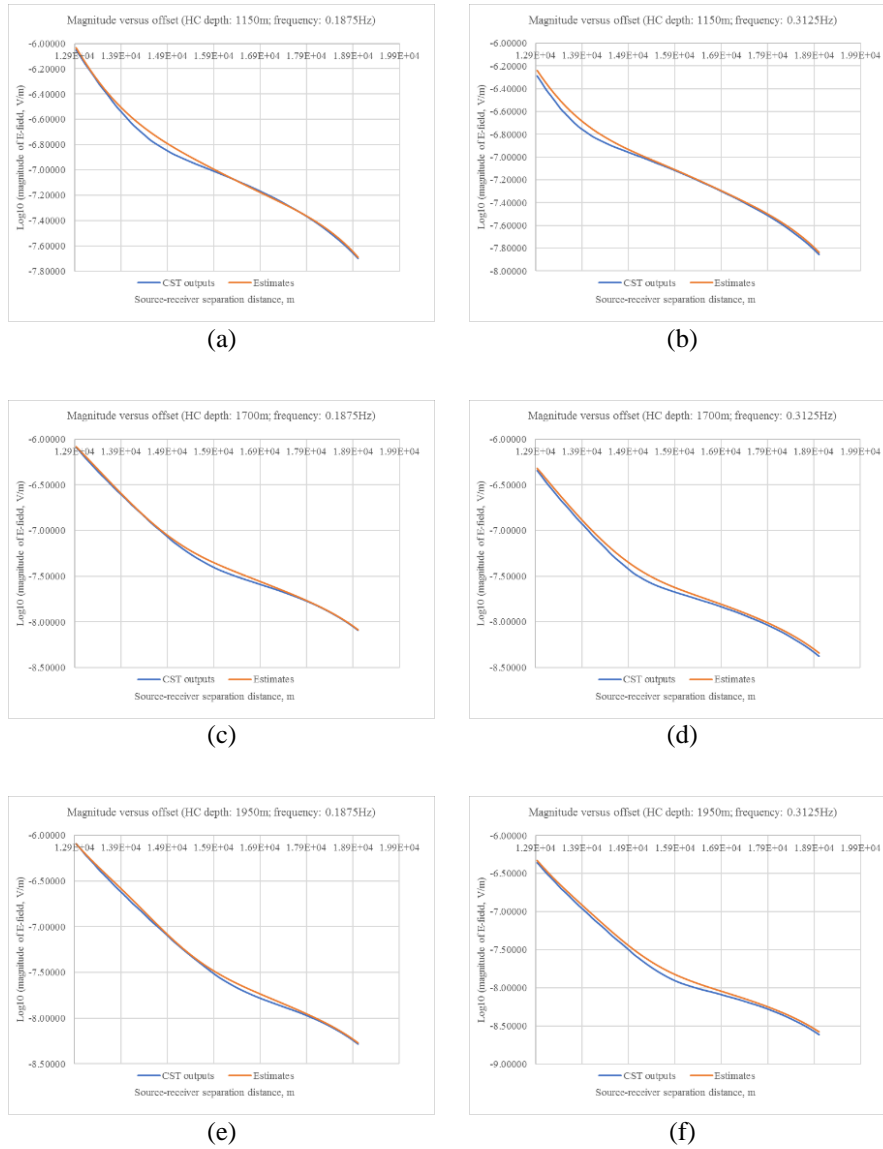 Magnitude versus offset (HC depth: 1150m; frequency: 0.1875Hz)
-6.00000
1.29E+04 1.39E+04 1.49E+04 1.59E+04 1.69E+04 1.79E+04 1.89E+04 1.99E+04
-6.20000
-6.40000
-6.60000
-6.80000
-7.00000
-7.20000
-7.40000
-7.60000
-7.80000
Log10 (magnitude of E-field, V/m)
CST outputs Estimates
Source-receiver separation distance, m
(a)
Magnitude versus offset (HC depth: 1150m; frequency: 0.3125Hz)
-6.00000
1.29E+04 1.39E+04 1.49E+04 1.59E+04 1.69E+04 1.79E+04 1.89E+04 1.99E+04
-6.20000
-6.40000
-6.60000
-6.80000
-7.00000
-7.20000
-7.40000
-7.60000
-7.80000
-8.00000
Log10 (magnitude of E-field, V/m)
CST outputs Estimates
Source-receiver separation distance, m
(b)
Magnitude versus offset (HC depth: 1700m; frequency: 0.1875Hz)
-6.00000
1.29E+04 1.39E+04 1.49E+04 1.59E+04 1.69E+04 1.79E+04 1.89E+04 1.99E+04
-6.50000
-7.00000
-7.50000
-8.00000
-8.50000
Log10 (magnitude of E-field, V/m)
CST outputs Estimates
Source-receiver separation distance, m
(c)
Magnitude versus offset (HC depth: 1700m; frequency: 0.3125Hz)
-6.00000
1.29E+04 1.39E+04 1.49E+04 1.59E+04 1.69E+04 1.79E+04 1.89E+04 1.99E+04
-6.50000
-7.00000
-7.50000
-8.00000
-8.50000
Log10 (magnitude of E-field, V/m)
CST outputs Estimates
Source-receiver separation distance, m
(d)
Magnitude versus offset (HC depth: 1950m; frequency: 0.1875Hz)
-6.00000
1.29E+04 1.39E+04 1.49E+04 1.59E+04 1.69E+04 1.79E+04 1.89E+04 1.99E+04
-6.50000
-7.00000
-7.50000
-8.00000
-8.50000
Log10 (magnitude of E-field, V/m)
CST outputs Estimates
Source-receiver separation distance, m
(e)
Magnitude versus offset (HC depth: 1950m; frequency: 0.3125Hz)
-6.00000
1.29E+04 1.39E+04 1.49E+04 1.59E+04 1.69E+04 1.79E+04 1.89E+04 1.99E+04
-6.50000
-7.00000
-7.50000
-8.00000
-8.50000
-9.00000
Log10 (magnitude of E-field, V/m)
CST outputs Estimates
Source-receiver separation distance, m
(f)